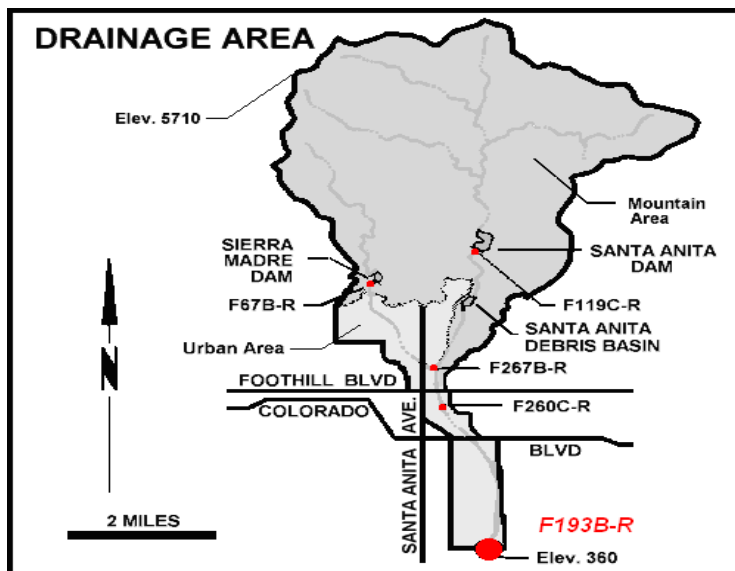 DRAINAGE AREA
Elev. 5710
Mountain
Area
SIERRA
MADRE
DAM
SANTA ANITA
DAM
F67B-R
F119C-R
SANTA ANITA
DEBRIS BASIN
Urban Area
N
F267B-R
FOOTHILL BLVD
COLORADO
F260C-R
BLVD
SANTA ANITA AVE.
2 MILES
F193B-R
Elev. 360